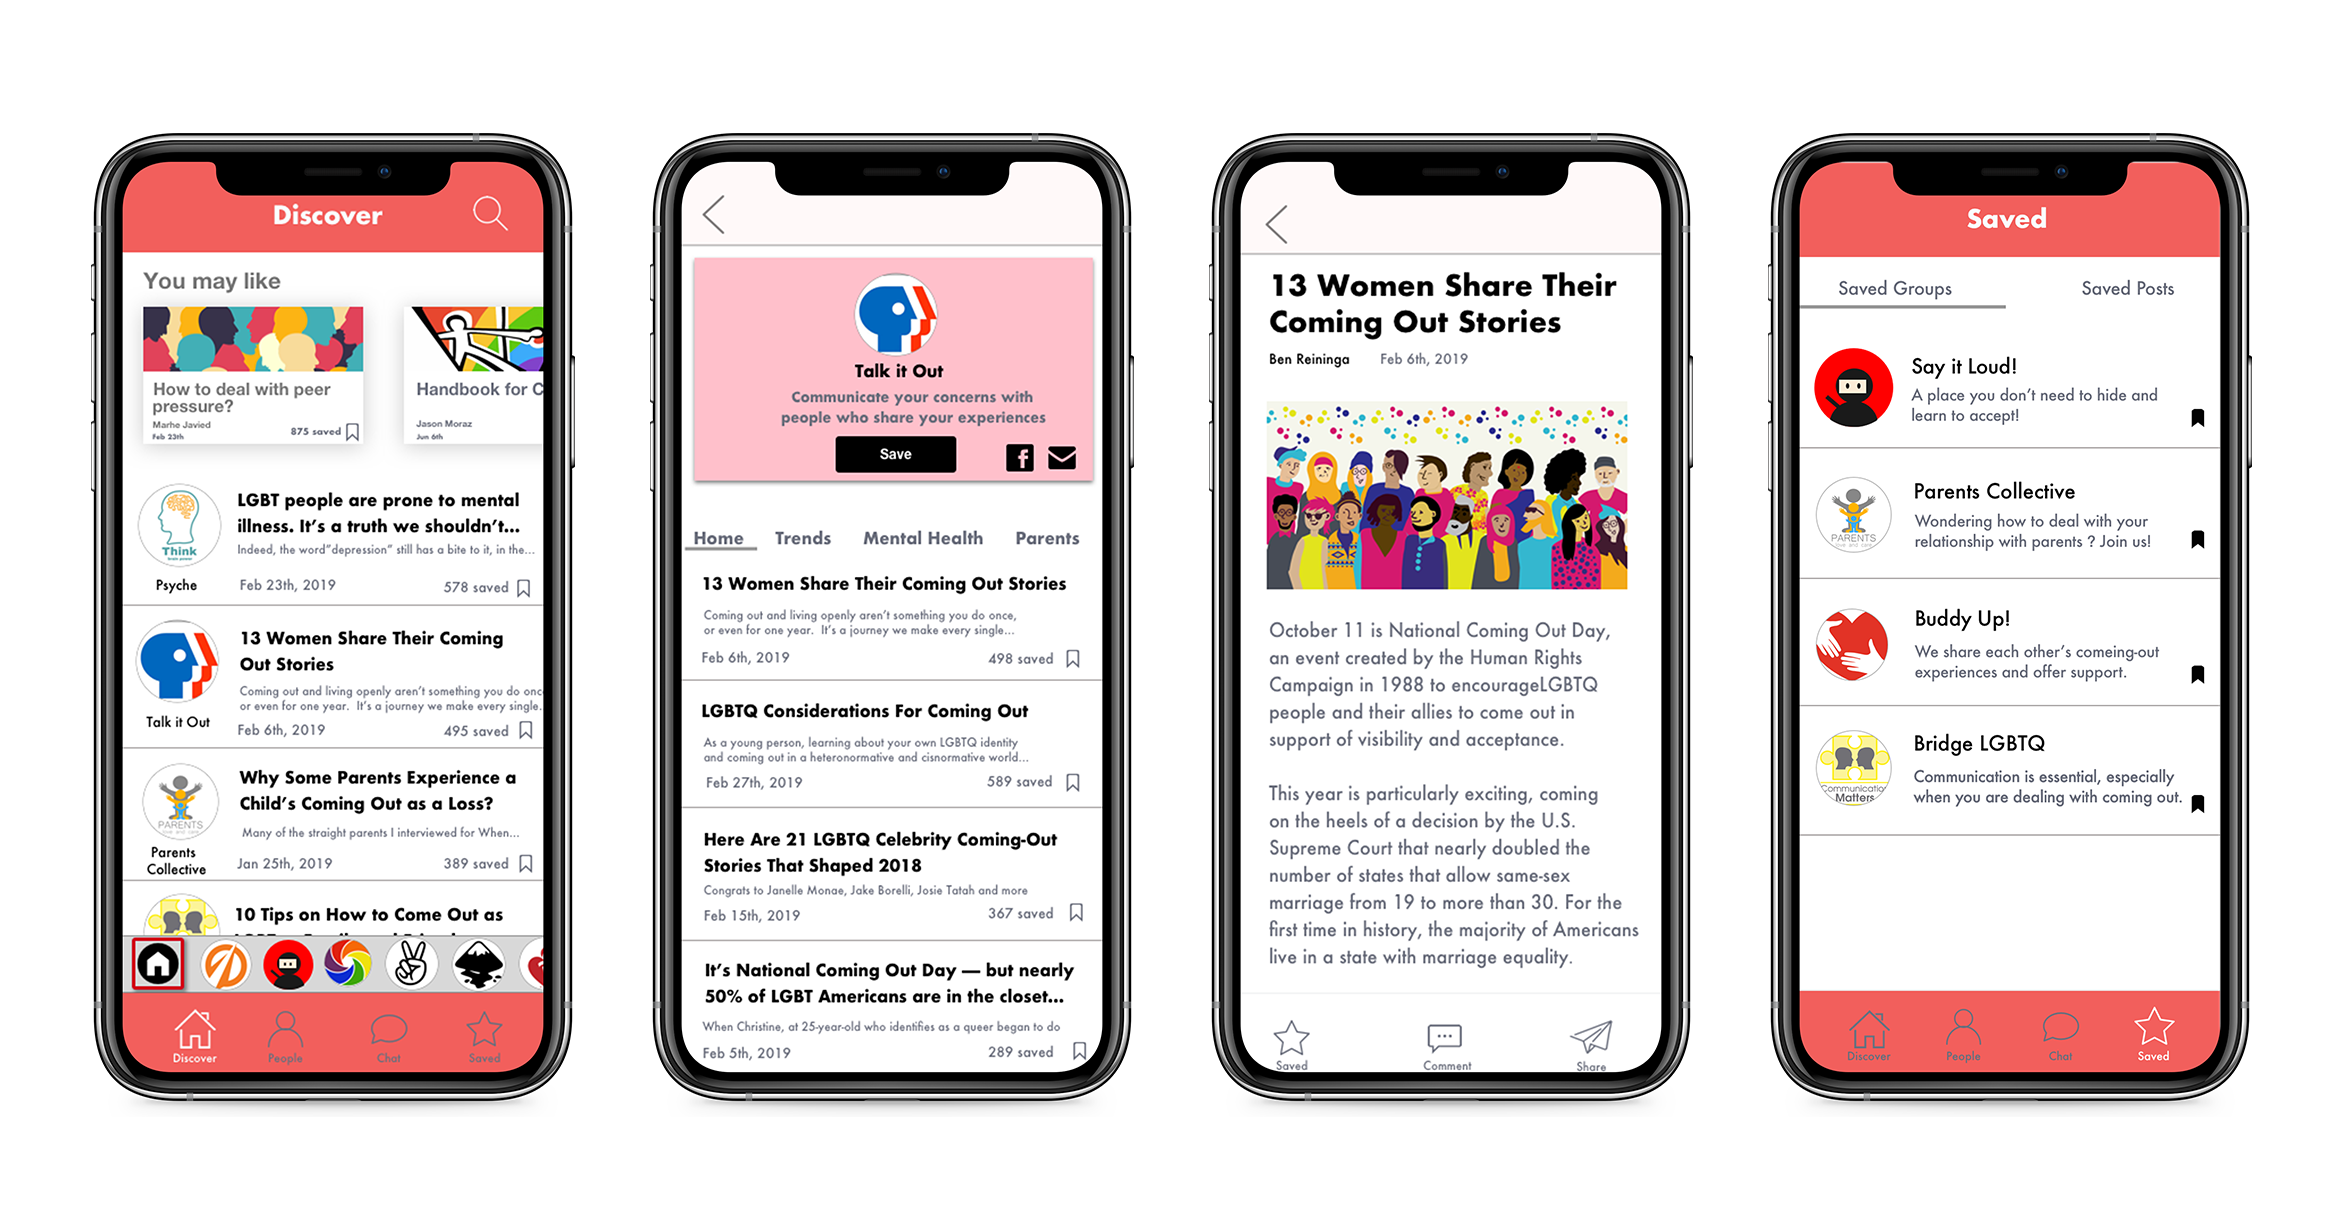 Discover
You may like
How to deal with peer
pressure?
Marhe Javied
Feb 23th
875 saved
Handbook for C
Jason Moraz
Jun 6th
Think
LGBT people are prone to mental
illness. It's a truth we shouldn't...
Indeed, the word"depression" still has a bite to it, in the...
Psyche
Feb 23th, 2019
578 saved
13 Women Share Their Coming
Out Stories
Coming out and living openly aren't something you do onc
or even for one year. It's a journey we make every single.
Talk it Out
Feb 6th, 2019
495 saved
PARENTS
love and care
Why Some Parents Experience a
Child's Coming Out as a Loss?
Many of the straight parents I interviewed for When...
Parents
Collective
Jan 25th, 2019
389 saved
10 Tips on How to Come Out as
Discover
People
Chat
Saved
Talk it Out
Communicate your concerns with
people who share your experiences
Save
Home
Trends
Mental Health
Parents
13 Women Share Their Coming Out Stories
Coming out and living openly aren't something you do once,
or even for one year. It's a journey we make every single...
Feb 6th, 2019
498 saved
LGBTQ Considerations For Coming Out
As a young person, learning about your own LGBTQ identity
and coming out in a heteronormative and cisnormative world...
Feb 27th, 2019
589 saved
Here Are 21 LGBTQ Celebrity Coming-Out
Stories That Shaped 2018
Congrats to Janelle Monae, Jake Borelli, Josie Tatah and more
Feb 15th, 2019
367 saved
It's National Coming Out Day — but nearly
50% of LGBT Americans are in the closet...
When Christine, at 25-year-old who identifies as a queer began to do
Feb 5th, 2019
289 saved
13 Women Share Their
Coming Out Stories
Ben Reininga
Feb 6th, 2019
October 11 is National Coming Out Day,
an event created by the Human Rights
Campaign in 1988 to encourageLGBTQ
people and their allies to come out in
support of visibility and acceptance.
This year is particularly exciting, coming
on the heels of a decision by the U.S.
Supreme Court that nearly doubled the
number of states that allow same-sex
marriage from 19 to more than 30. For the
first time in history, the majority of Americans
live in a state with marriage equality.
Saved
Comment
Share
Saved
Saved Groups
Saved Posts
Say it Loud!
A place you don't need to hide and
learn to accept!
PARENTS
love and care
Parents Collective
Wondering how to deal with your
relationship with parents ? Join us!
Buddy Up!
We share each other's comeing-out
experiences and offer support.
Communicatio
Matters
Bridge LGBTQ
Communication is essential, especially
when you are dealing with coming out.
Discover
People
Chat
Saved